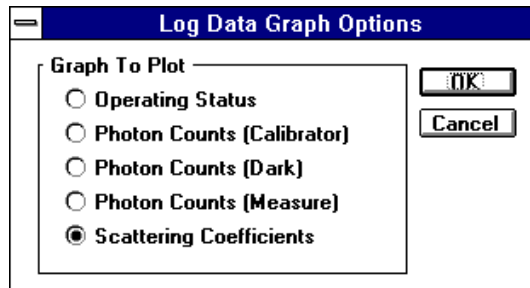 Log Data Graph Options
Graph To Plot
Operating Status
Photon Counts (Calibrator)
Photon Counts (Dark)
Photon Counts (Measure)
Scattering Coefficients
OK
Cancel